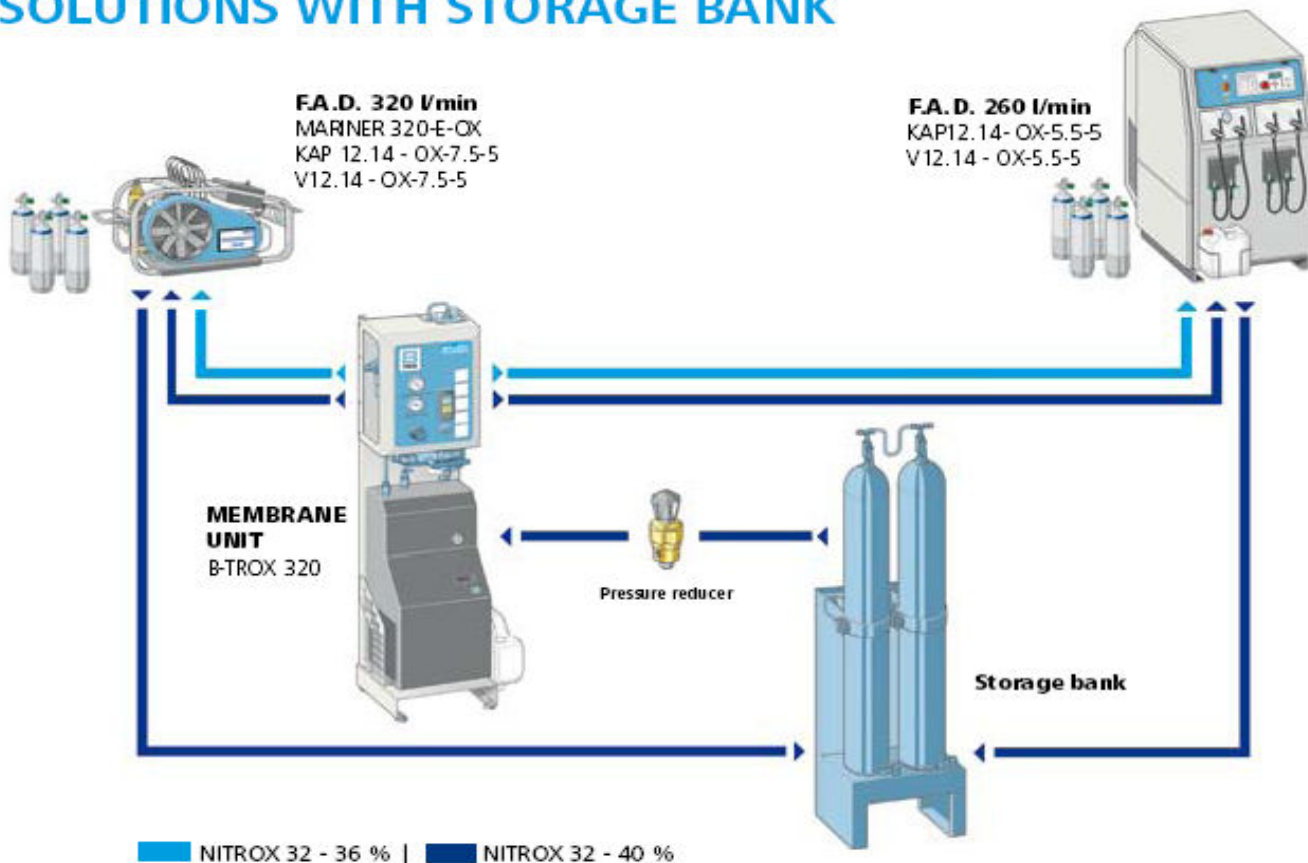 SOLUTIONS WITH STORAGE BANK
F.A.D. 320 l/min
MARINER 320-E-OX
KAP 12.14 - OX-7.5-5
V12.14 - OX-7.5-5
F.A.D. 260 l/min
KAP12.14- OX-5.5-5
V12.14 - OX-5.5-5
MEMBRANE
UNIT
B-TROX 320
Pressure reducer
Storage bank
NITROX 32 - 36 % | NITROX 32 - 40 %